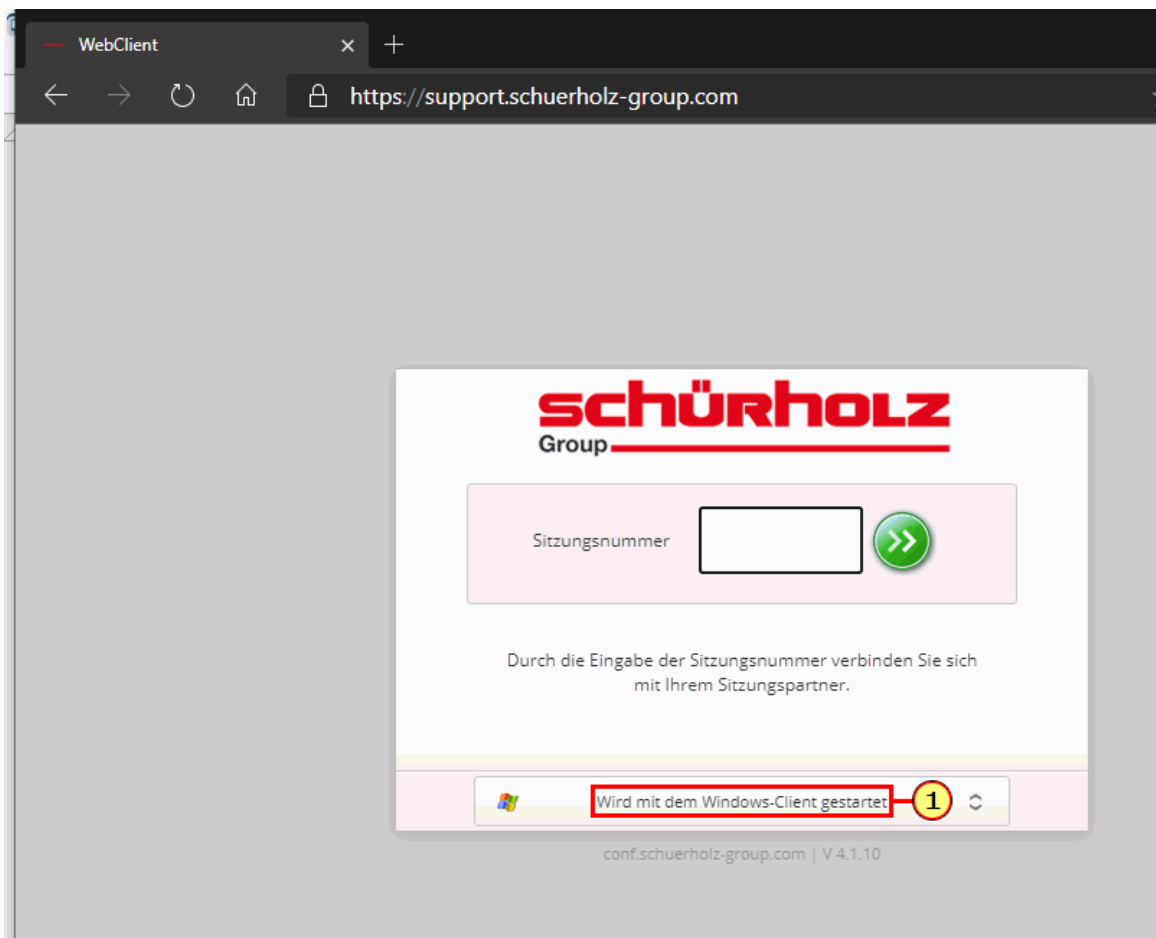 WebClient
https://support.schuerholz-group.com
schürholz
Group
Sitzungsnummer
Durch die Eingabe der Sitzungsnummer verbinden Sie sich
mit Ihrem Sitzungspartner.
Wird mit dem Windows-Client gestartet 1
conf.schuerholz-group.com | V 4.1.10